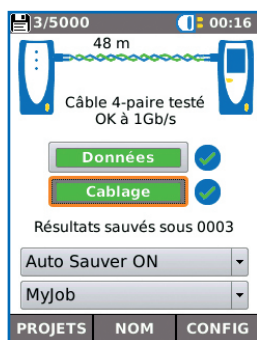 3/5000 00:16
48 m
Câble 4-paire testé
OK à 1Gb/s
Données
Cablage
Résultats sauvés sous 0003
Auto Sauver ON
MyJob
PROJETS NOM CONFIG